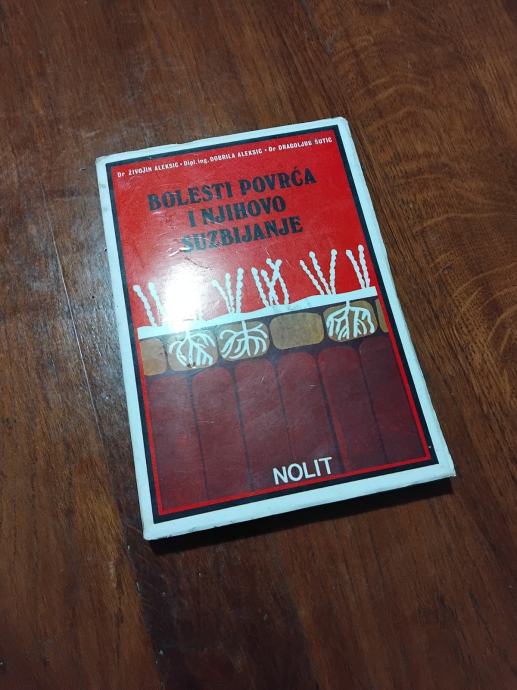 Dr ŽIVOJIN ALEKSIĆ • Dipl. ing. DOBRILA ALEKSIĆ • Dr DRAGOLJUB ŠUTIĆ
BOLESTI POVRĆA
I NJIHOVO
SUZBIJANJE
NOLIT